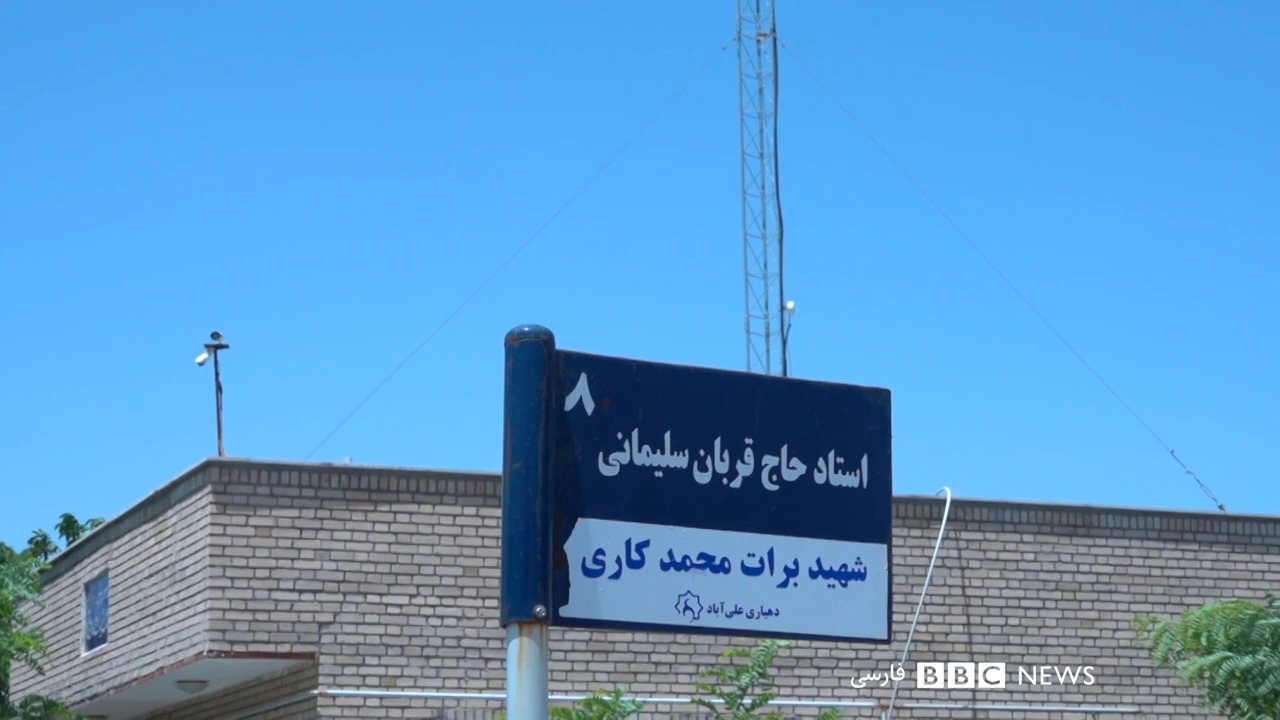 ۸
استاد حاج قربان سلیمانی
شهید برات محمد کاری
دهیاری علی‌آباد
BBC NEWS فارسی